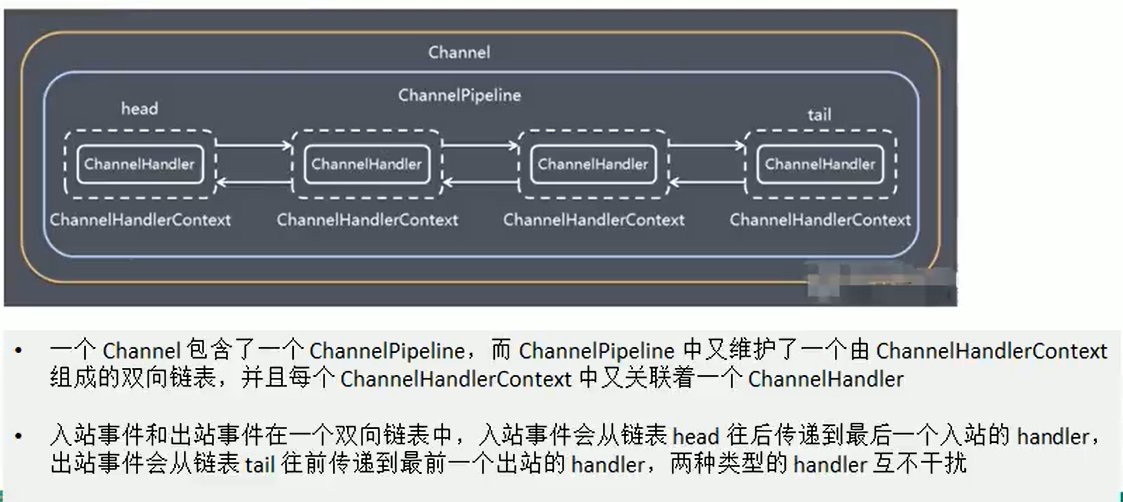 Channel
ChannelPipeline
head
tail
ChannelHandler
ChannelHandler
ChannelHandler
ChannelHandler
ChannelHandlerContext
ChannelHandlerContext
ChannelHandlerContext
ChannelHandlerContext
• 一个 Channel 包含了一个 ChannelPipeline，而 ChannelPipeline 中又维护了一个由 ChannelHandlerContext
组成的双向链表，并且每个 ChannelHandlerContext 中又关联着一个 ChannelHandler
• 入站事件和出站事件在一个双向链表中，入站事件会从链表 head 往后传递到最后一个入站的 handler，
出站事件会从链表 tail 往前传递到最前一个出站的 handler，两种类型的 handler 互不干扰